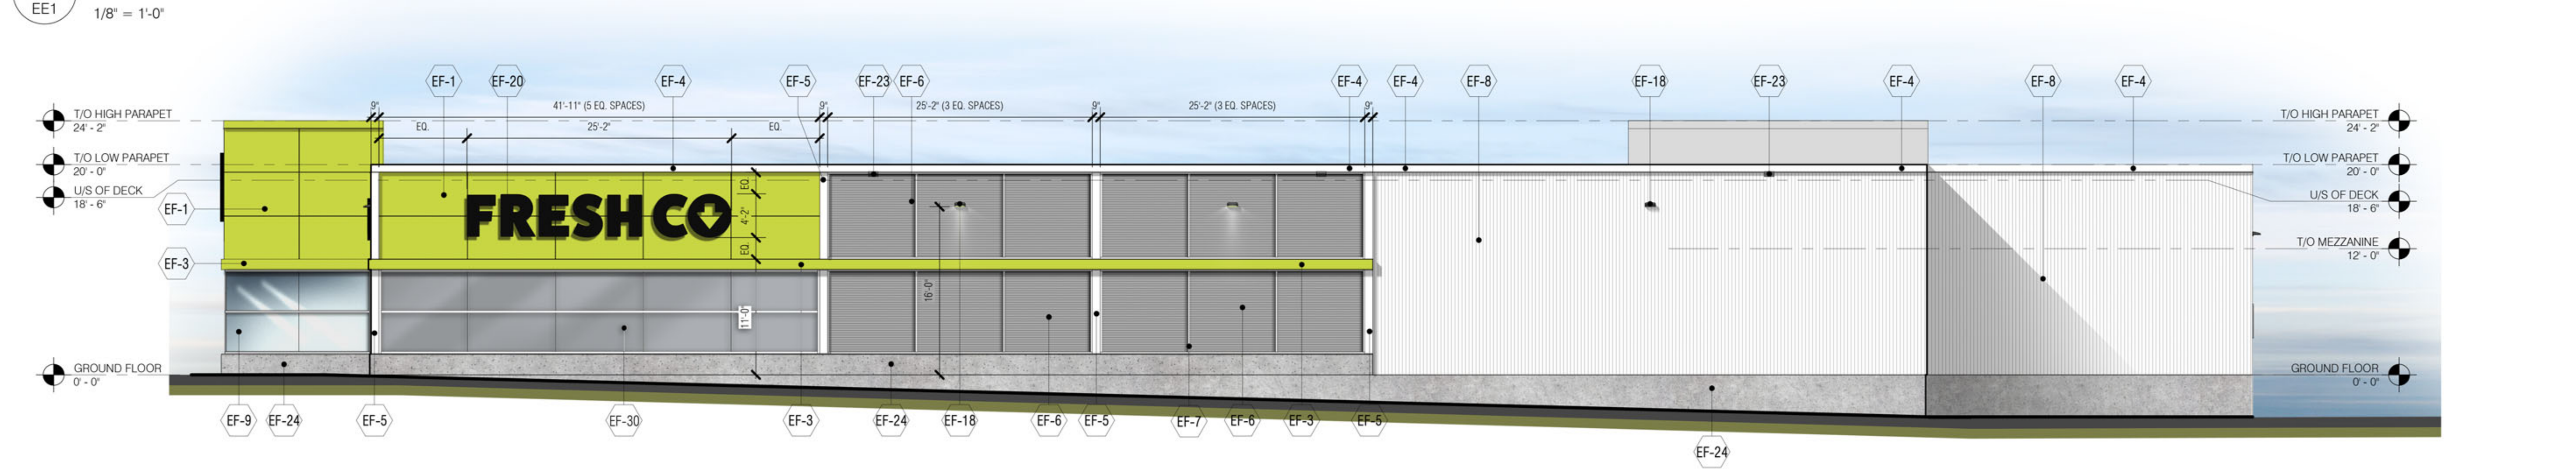 EE1
1/8" = 1'-0"
EF-1 EF-20 EF-4 EF-5 EF-23 EF-6 EF-4 EF-4 EF-8 EF-18 EF-23 EF-4 EF-8 EF-4
9" 41'-11" (5 EQ. SPACES) 9" 25'-2" (3 EQ. SPACES) 9" 25'-2" (3 EQ. SPACES) 9"
T/O HIGH PARAPET
24' - 2"
EQ. 25'-2" EQ.
T/O HIGH PARAPET
24' - 2"
T/O LOW PARAPET
20' - 0"
T/O LOW PARAPET
20' - 0"
U/S OF DECK
18' - 6"
U/S OF DECK
18' - 6"
EF-1
FRESHCO
EQ.
4'-2"
EQ.
T/O MEZZANINE
12' - 0"
EF-3
16'-0"
11'-0"
GROUND FLOOR
0' - 0"
GROUND FLOOR
0' - 0"
EF-9 EF-24 EF-5 EF-30 EF-3 EF-24 EF-18 EF-6 EF-5 EF-7 EF-6 EF-3 EF-5
EF-24